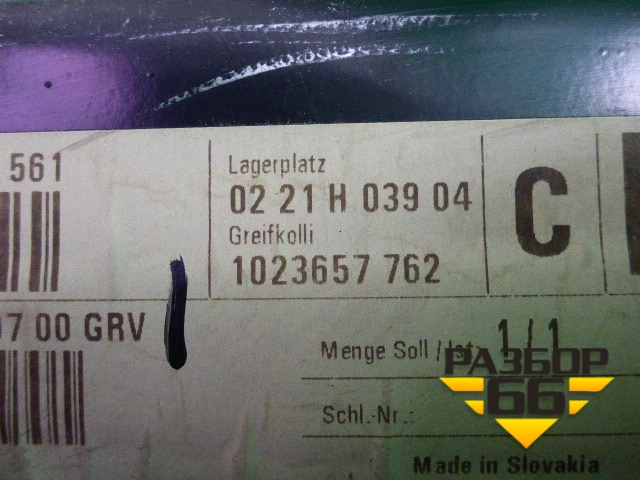 561
Lagerplatz
02 21 H 039 04
Greifkolli
1023657 762
C
07 00 GRV
Menge Soll / Ist: 1/1
Schl.-Nr.:
РАЗБОР
66
Made in Slovakia